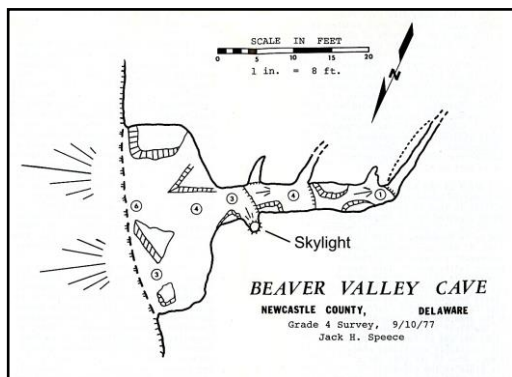 SCALE IN FEET
0 5 10 15 20 30
1 in. = 8 ft.
N
6
4
3
4
1
3
Skylight
BEAVER VALLEY CAVE
NEWCASTLE COUNTY, DELAWARE
Grade 4 Survey, 9/10/77
Jack H. Speece